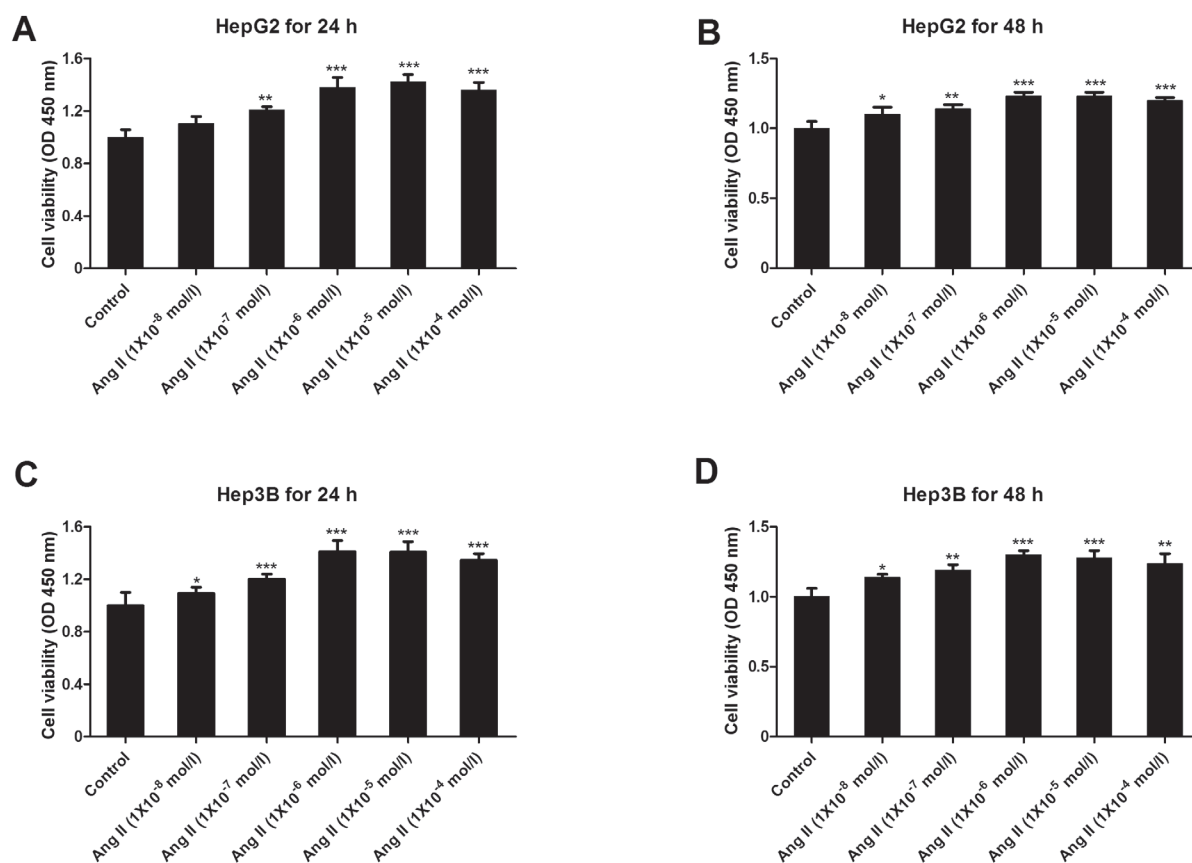 A
HepG2 for 24 h
Cell viability (OD 450 nm)
1.6
1.2
0.8
0.4
0
**
***
***
***
Control
Ang II (1X10⁻⁸ mol/l)
Ang II (1X10⁻⁷ mol/l)
Ang II (1X10⁻⁶ mol/l)
Ang II (1X10⁻⁵ mol/l)
Ang II (1X10⁻⁴ mol/l)
B
HepG2 for 48 h
Cell viability (OD 450 nm)
1.5
1.0
0.5
0
*
**
***
***
***
Control
Ang II (1X10⁻⁸ mol/l)
Ang II (1X10⁻⁷ mol/l)
Ang II (1X10⁻⁶ mol/l)
Ang II (1X10⁻⁵ mol/l)
Ang II (1X10⁻⁴ mol/l)
C
Hep3B for 24 h
Cell viability (OD 450 nm)
1.6
1.2
0.8
0.4
0
*
***
***
***
***
Control
Ang II (1X10⁻⁸ mol/l)
Ang II (1X10⁻⁷ mol/l)
Ang II (1X10⁻⁶ mol/l)
Ang II (1X10⁻⁵ mol/l)
Ang II (1X10⁻⁴ mol/l)
D
Hep3B for 48 h
Cell viability (OD 450 nm)
1.5
1.0
0.5
0
*
**
***
***
**
Control
Ang II (1X10⁻⁸ mol/l)
Ang II (1X10⁻⁷ mol/l)
Ang II (1X10⁻⁶ mol/l)
Ang II (1X10⁻⁵ mol/l)
Ang II (1X10⁻⁴ mol/l)